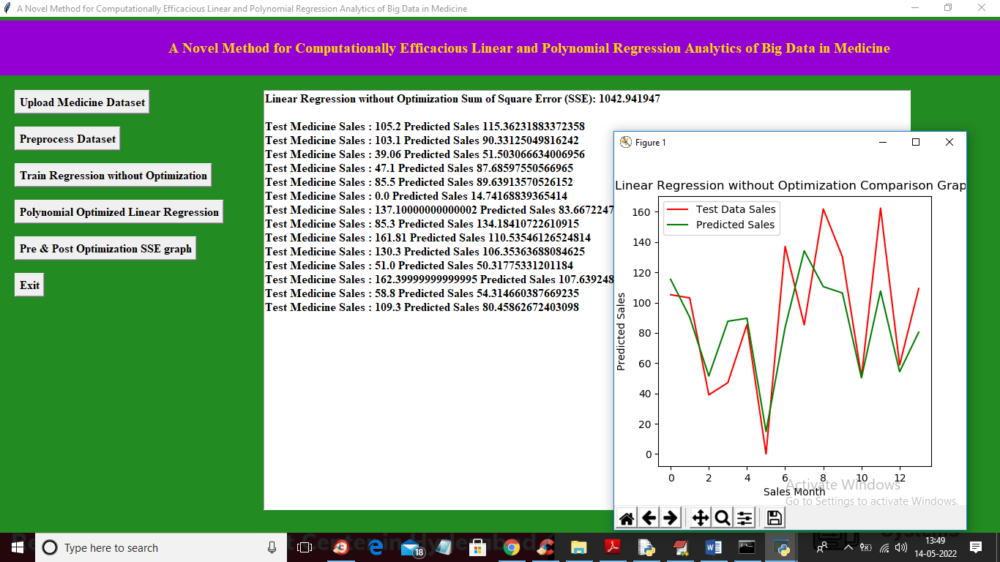 A Novel Method for Computationally Efficacious Linear and Polynomial Regression Analytics of Big Data in Medicine
A Novel Method for Computationally Efficacious Linear and Polynomial Regression Analytics of Big Data in Medicine
Upload Medicine Dataset
Preprocess Dataset
Train Regression without Optimization
Polynomial Optimized Linear Regression
Pre & Post Optimization SSE graph
Exit
Linear Regression without Optimization Sum of Square Error (SSE): 1042.941947
Test Medicine Sales : 105.2 Predicted Sales 115.36231883372358
Test Medicine Sales : 103.1 Predicted Sales 90.33125049816242
Test Medicine Sales : 39.06 Predicted Sales 51.503066634006956
Test Medicine Sales : 47.1 Predicted Sales 87.68597550566965
Test Medicine Sales : 85.5 Predicted Sales 89.63913570526152
Test Medicine Sales : 0.0 Predicted Sales 14.74168839365414
Test Medicine Sales : 137.10000000000002 Predicted Sales 83.6672247
Test Medicine Sales : 85.3 Predicted Sales 134.18410722610915
Test Medicine Sales : 161.81 Predicted Sales 110.53546126524814
Test Medicine Sales : 130.3 Predicted Sales 106.35363688084625
Test Medicine Sales : 51.0 Predicted Sales 50.31775331201184
Test Medicine Sales : 162.39999999999995 Predicted Sales 107.639248
Test Medicine Sales : 58.8 Predicted Sales 54.314660387669235
Test Medicine Sales : 109.3 Predicted Sales 80.45862672403098
Figure 1
Linear Regression without Optimization Comparison Grap
Test Data Sales
Predicted Sales
160
140
120
100
80
60
40
20
0
Predicted Sales
0 2 4 6 8 10 12
Sales Month
Activate Windows
Go to Settings to activate Windows.
Type here to search
18
13:49
14-05-2022